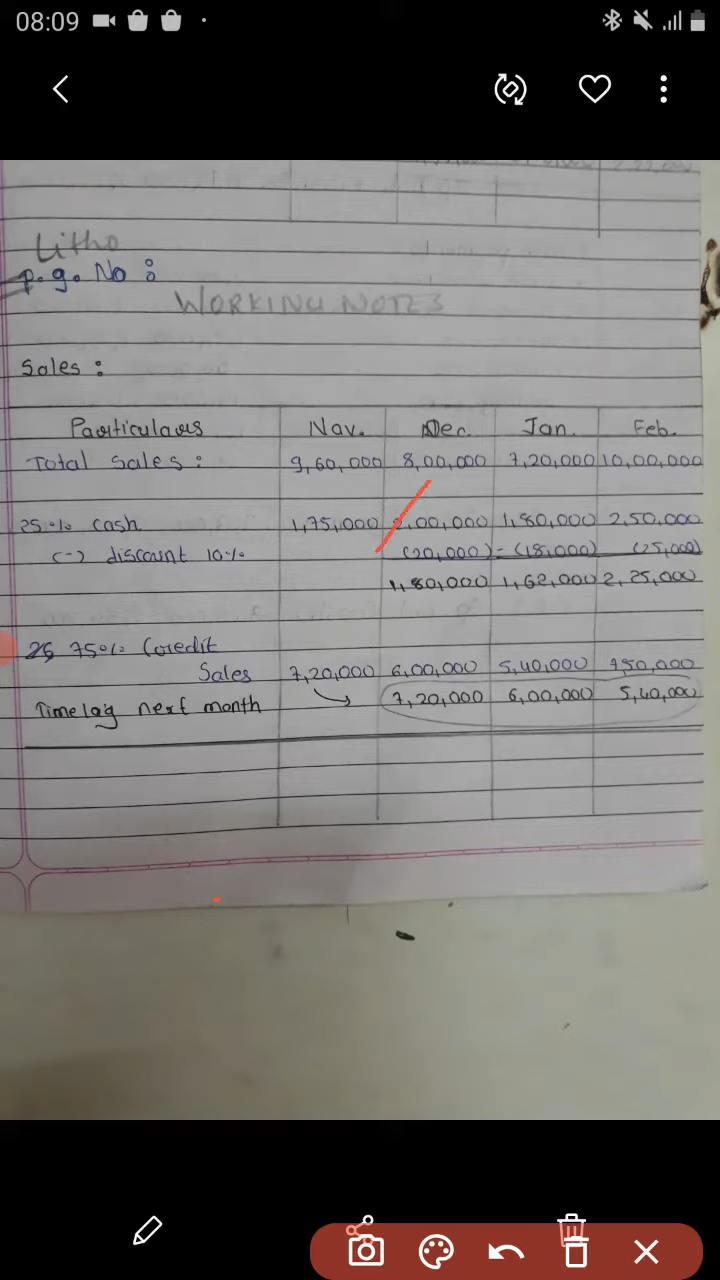 08:09
Litho
p.g. No :
WORKING NOTES
Sales :
Particulars Nov. Dec. Jan. Feb.
Total Sales : 9,60,000 8,00,000 7,20,000 10,00,000
25% cash 1,75,000 2,00,000 1,80,000 2,50,000
(-) discount 10% (20,000) - (18,000) (25,000)
1,80,000 1,62,000 2,25,000
75% Credit
Sales 7,20,000 6,00,000 5,40,000 750,000
Timelag next month 7,20,000 6,00,000 5,40,000